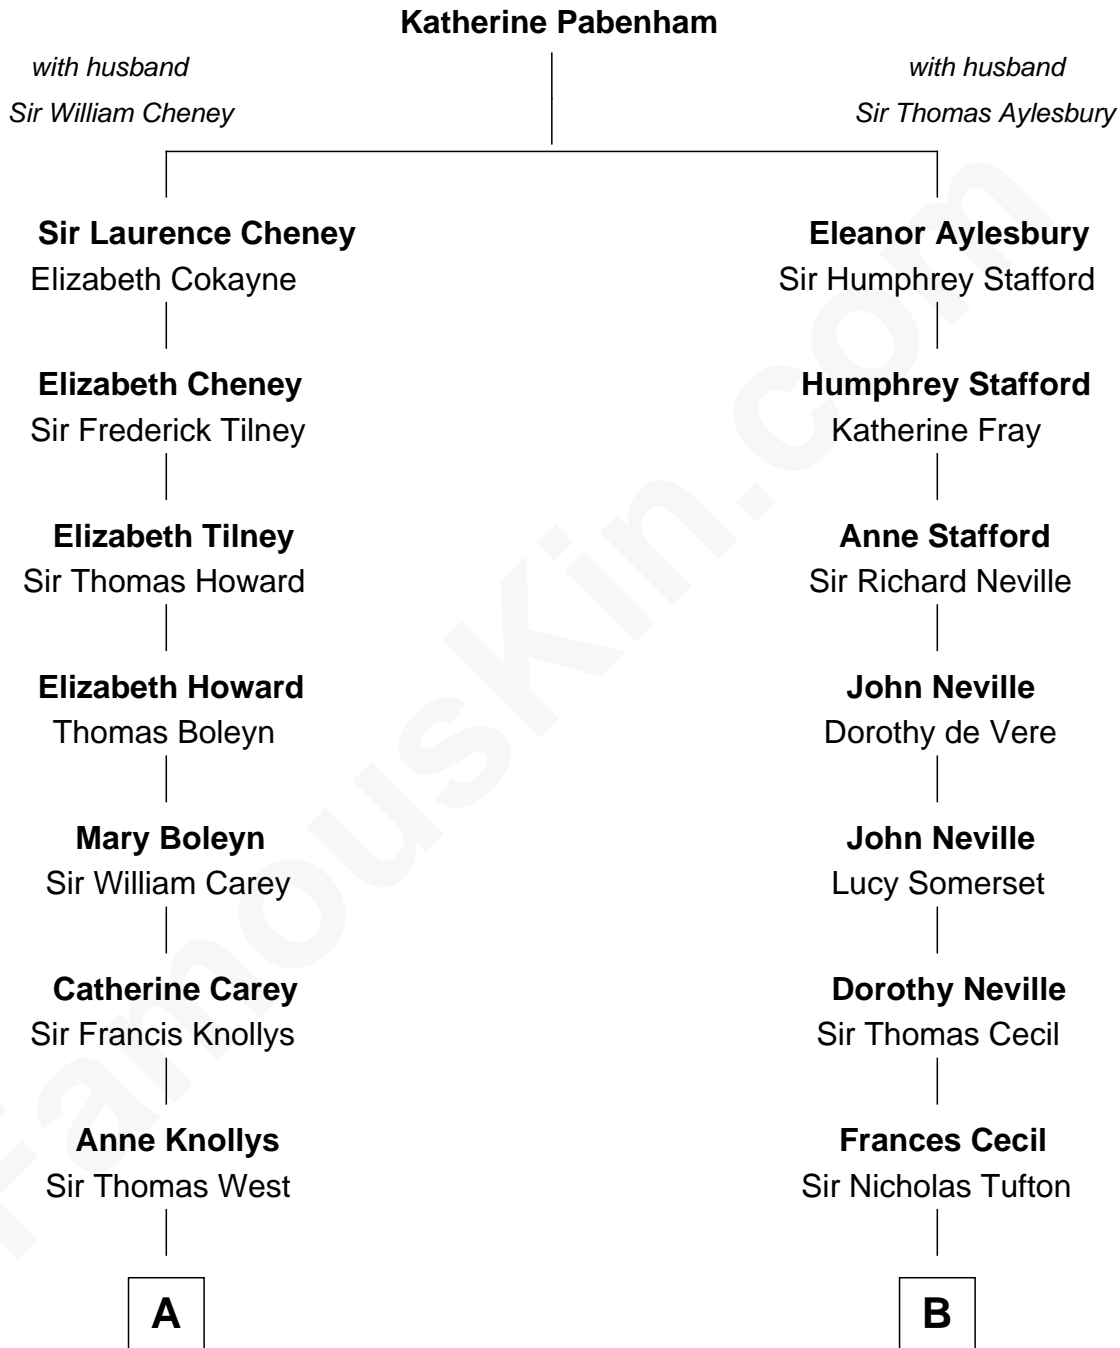 Katherine Pabenham
with husband
Sir William Cheney
with husband
Sir Thomas Aylesbury
Sir Laurence Cheney
Elizabeth Cokayne
Eleanor Aylesbury
Sir Humphrey Stafford
Elizabeth Cheney
Sir Frederick Tilney
Humphrey Stafford
Katherine Fray
Elizabeth Tilney
Sir Thomas Howard
Anne Stafford
Sir Richard Neville
Elizabeth Howard
Thomas Boleyn
John Neville
Dorothy de Vere
Mary Boleyn
Sir William Carey
John Neville
Lucy Somerset
Catherine Carey
Sir Francis Knollys
Dorothy Neville
Sir Thomas Cecil
Anne Knollys
Sir Thomas West
Frances Cecil
Sir Nicholas Tufton
A
B
FamousKin.com